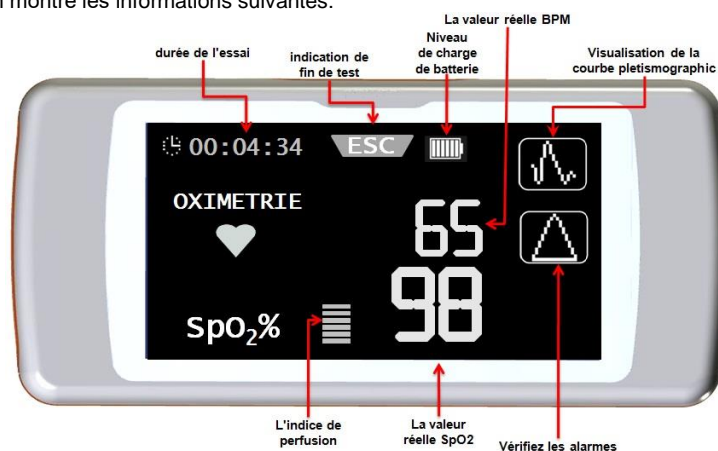 montre les informations suivantes:
La valeur réelle BPM
Niveau
de charge
de batterie
durée de l'essai
indication de
fin de test
Visualisation de la
courbe pletismographic
00:04:34
ESC
OXIMETRIE
65
98
SpO2%
L'indice de
perfusion
La valeur
réelle SpO2
Vérifiez les alarmes